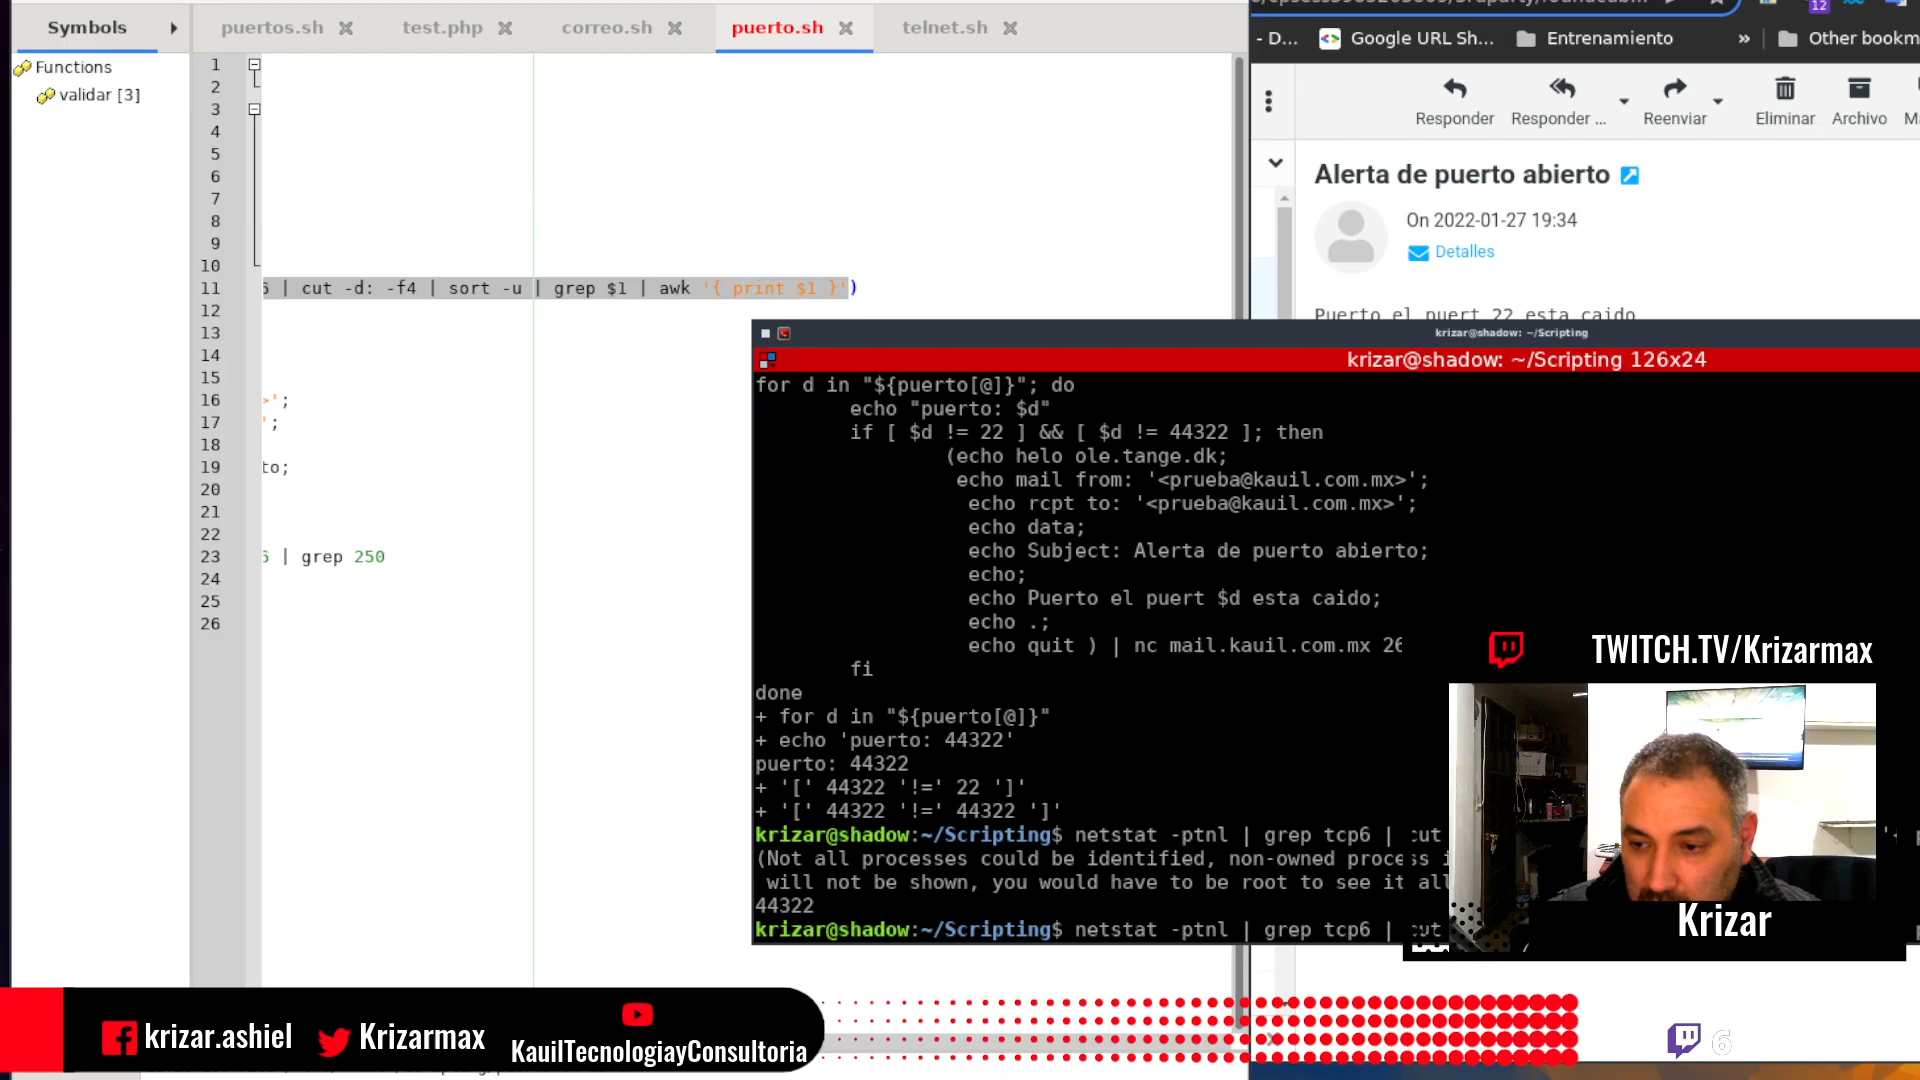 Symbols
puertos.sh
test.php
correo.sh
puerto.sh
telnet.sh
Functions
validar [3]
1
2
3
4
5
6
7
8
9
10
11
12
13
14
15
16
17
18
19
20
21
22
23
24
25
26
| cut -d: -f4 | sort -u | grep $1 | awk '{ print $1 }')
>';
';
to;
| grep 250
12
- D...
Google URL Sh...
Entrenamiento
»
Other bookm
Responder
Responder ...
Reenviar
Eliminar
Archivo
Alerta de puerto abierto
On 2022-01-27 19:34
Detalles
Puerto el puert 22 esta caido
krizar@shadow: ~/Scripting
krizar@shadow: ~/Scripting 126x24
for d in "${puerto[@]}"; do
echo "puerto: $d"
if [ $d != 22 ] && [ $d != 44322 ]; then
(echo helo ole.tange.dk;
echo mail from: '<prueba@kauil.com.mx>';
echo rcpt to: '<prueba@kauil.com.mx>';
echo data;
echo Subject: Alerta de puerto abierto;
echo;
echo Puerto el puert $d esta caido;
echo .;
echo quit ) | nc mail.kauil.com.mx 26
fi
done
+ for d in "${puerto[@]}"
+ echo 'puerto: 44322'
puerto: 44322
+ '[' 44322 '!=' 22 ']'
+ '[' 44322 '!=' 44322 ']'
krizar@shadow:~/Scripting$ netstat -ptnl | grep tcp6 | cut
(Not all processes could be identified, non-owned process i
will not be shown, you would have to be root to see it all
44322
krizar@shadow:~/Scripting$ netstat -ptnl | grep tcp6 | cut
TWITCH.TV/Krizarmax
Krizar
krizar.ashiel
Krizarmax
KauilTecnologiayConsultoria
6